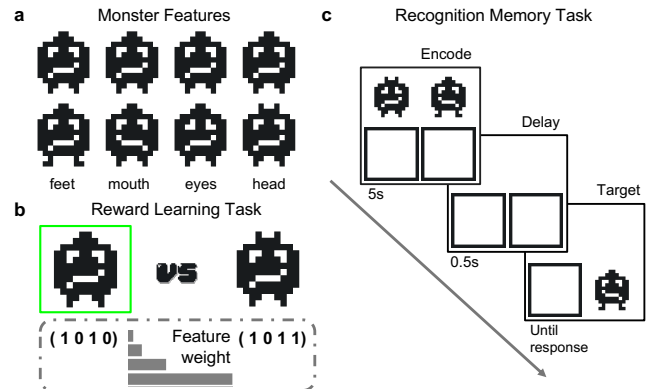 a Monster Features
feet mouth eyes head
b Reward Learning Task
vs
( 1 0 1 0 ) Feature ( 1 0 1 1 )
weight
c Recognition Memory Task
Encode
5s
Delay
0.5s
Target
Until
response